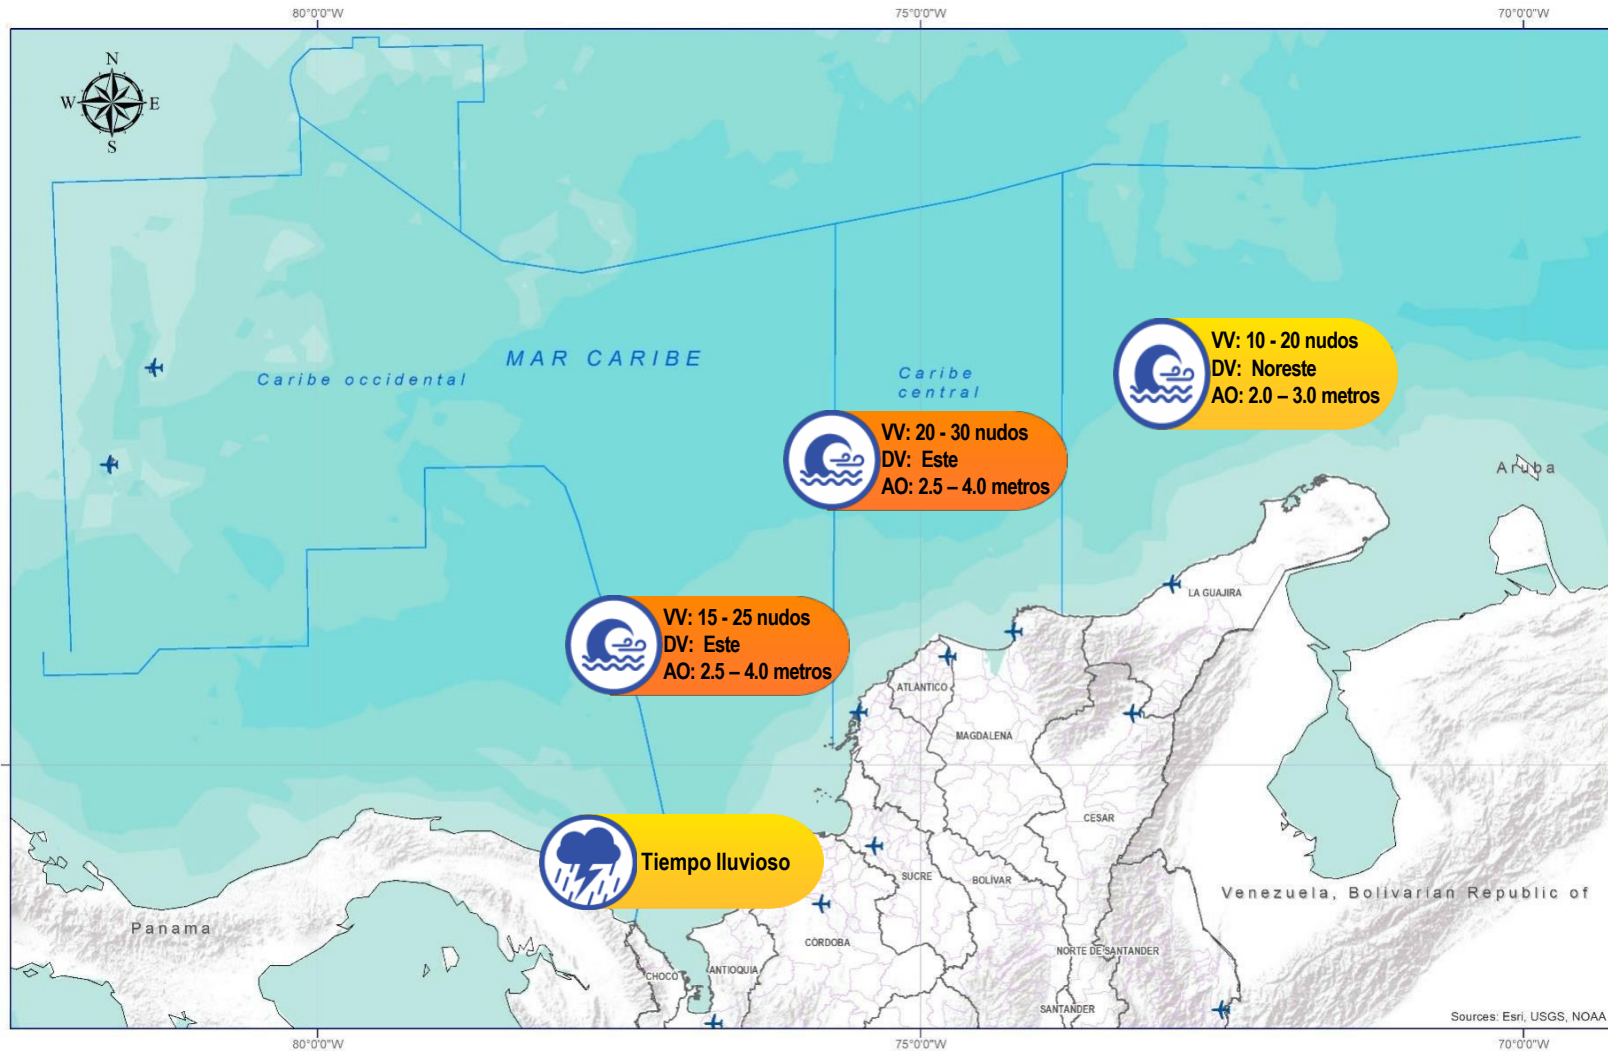 80°0'0"W
75°0'0"W
70°0'0"W
N
W
E
S
MAR CARIBE
Caribe occidental
Caribe
central
VV: 10 - 20 nudos
DV: Noreste
AO: 2.0 – 3.0 metros
VV: 20 - 30 nudos
DV: Este
AO: 2.5 – 4.0 metros
Aruba
LA GUAJIRA
VV: 15 - 25 nudos
DV: Este
AO: 2.5 – 4.0 metros
ATLÁNTICO
MAGDALENA
CESAR
Tiempo lluvioso
SUCRE
BOLÍVAR
Venezuela, Bolivarian Republic of
Panama
CÓRDOBA
NORTE DE SANTANDER
CHOCÓ
ANTIOQUIA
SANTANDER
Sources: Esri, USGS, NOAA
80°0'0"W
75°0'0"W
70°0'0"W